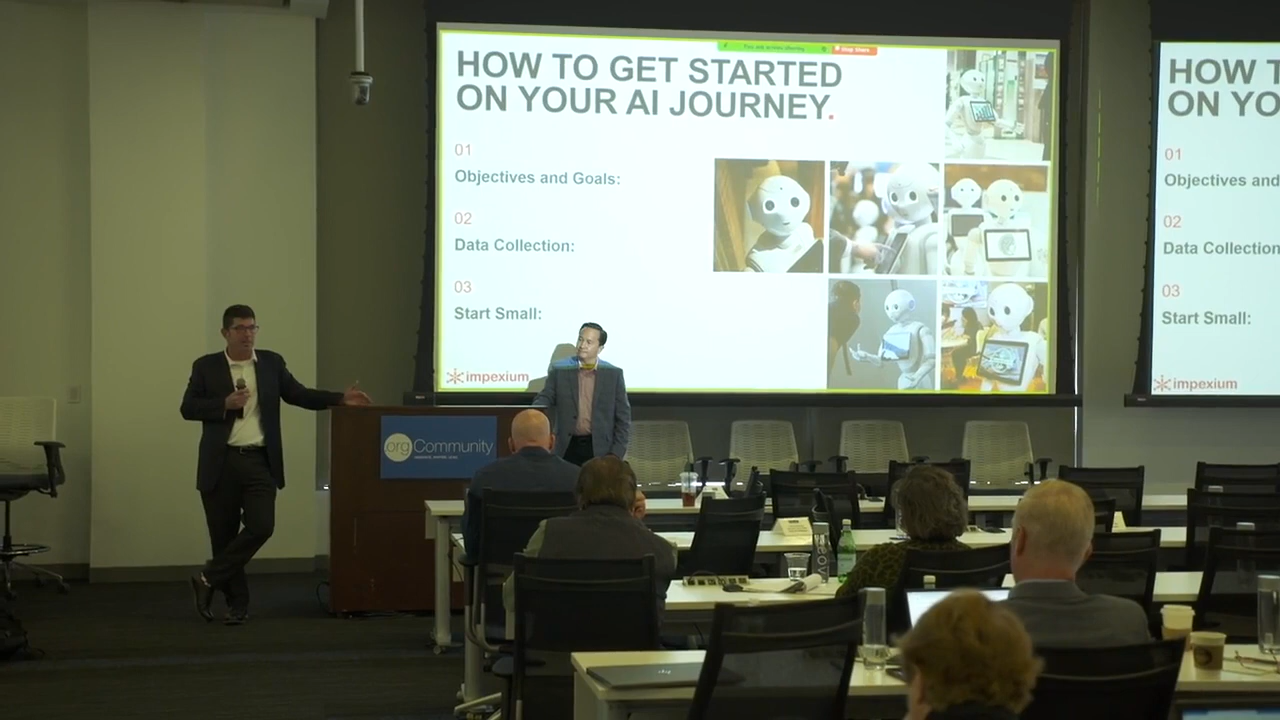 HOW TO GET STARTED
ON YOUR AI JOURNEY.
01
Objectives and Goals:
02
Data Collection:
03
Start Small:
impexium
org Community
HOW T
ON YO
01
Objectives and
02
Data Collection
03
Start Small:
impexium